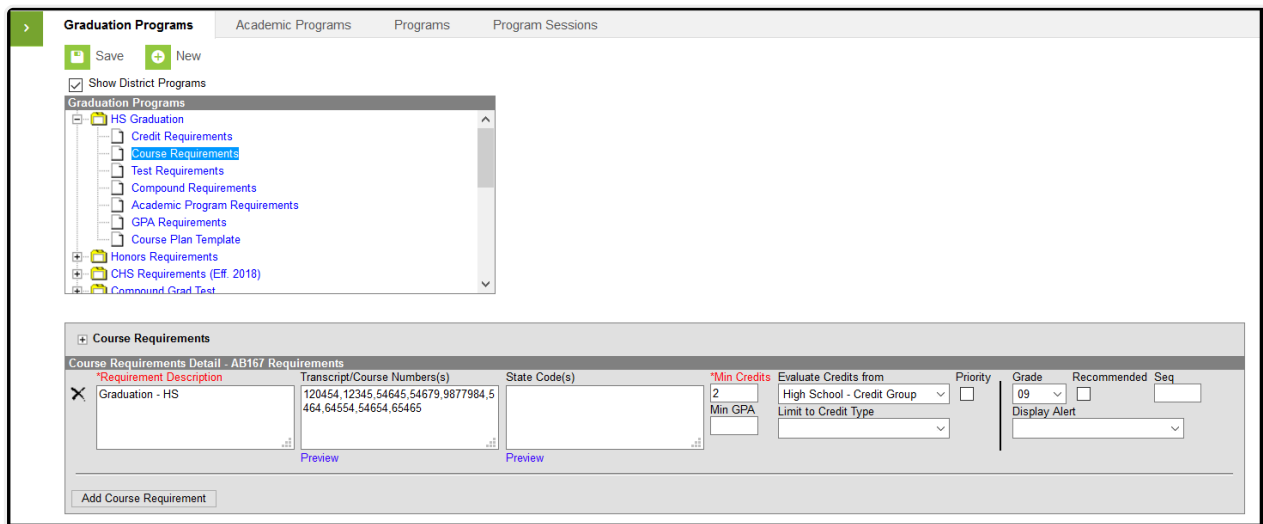 Graduation Programs Academic Programs Programs Program Sessions
Save New
Show District Programs
Graduation Programs
HS Graduation
Credit Requirements
Course Requirements
Test Requirements
Compound Requirements
Academic Program Requirements
GPA Requirements
Course Plan Template
Honors Requirements
CHS Requirements (Eff. 2018)
Compound Grad Test
Course Requirements
Course Requirements Detail - AB167 Requirements
*Requirement Description Transcript/Course Numbers(s) State Code(s) *Min Credits Evaluate Credits from Priority Grade Recommended Seq
Graduation - HS 120454,12345,54645,54679,9877984,5 2 High School - Credit Group 09
464,64554,54654,65465 Min GPA Limit to Credit Type Display Alert
Preview Preview
Add Course Requirement